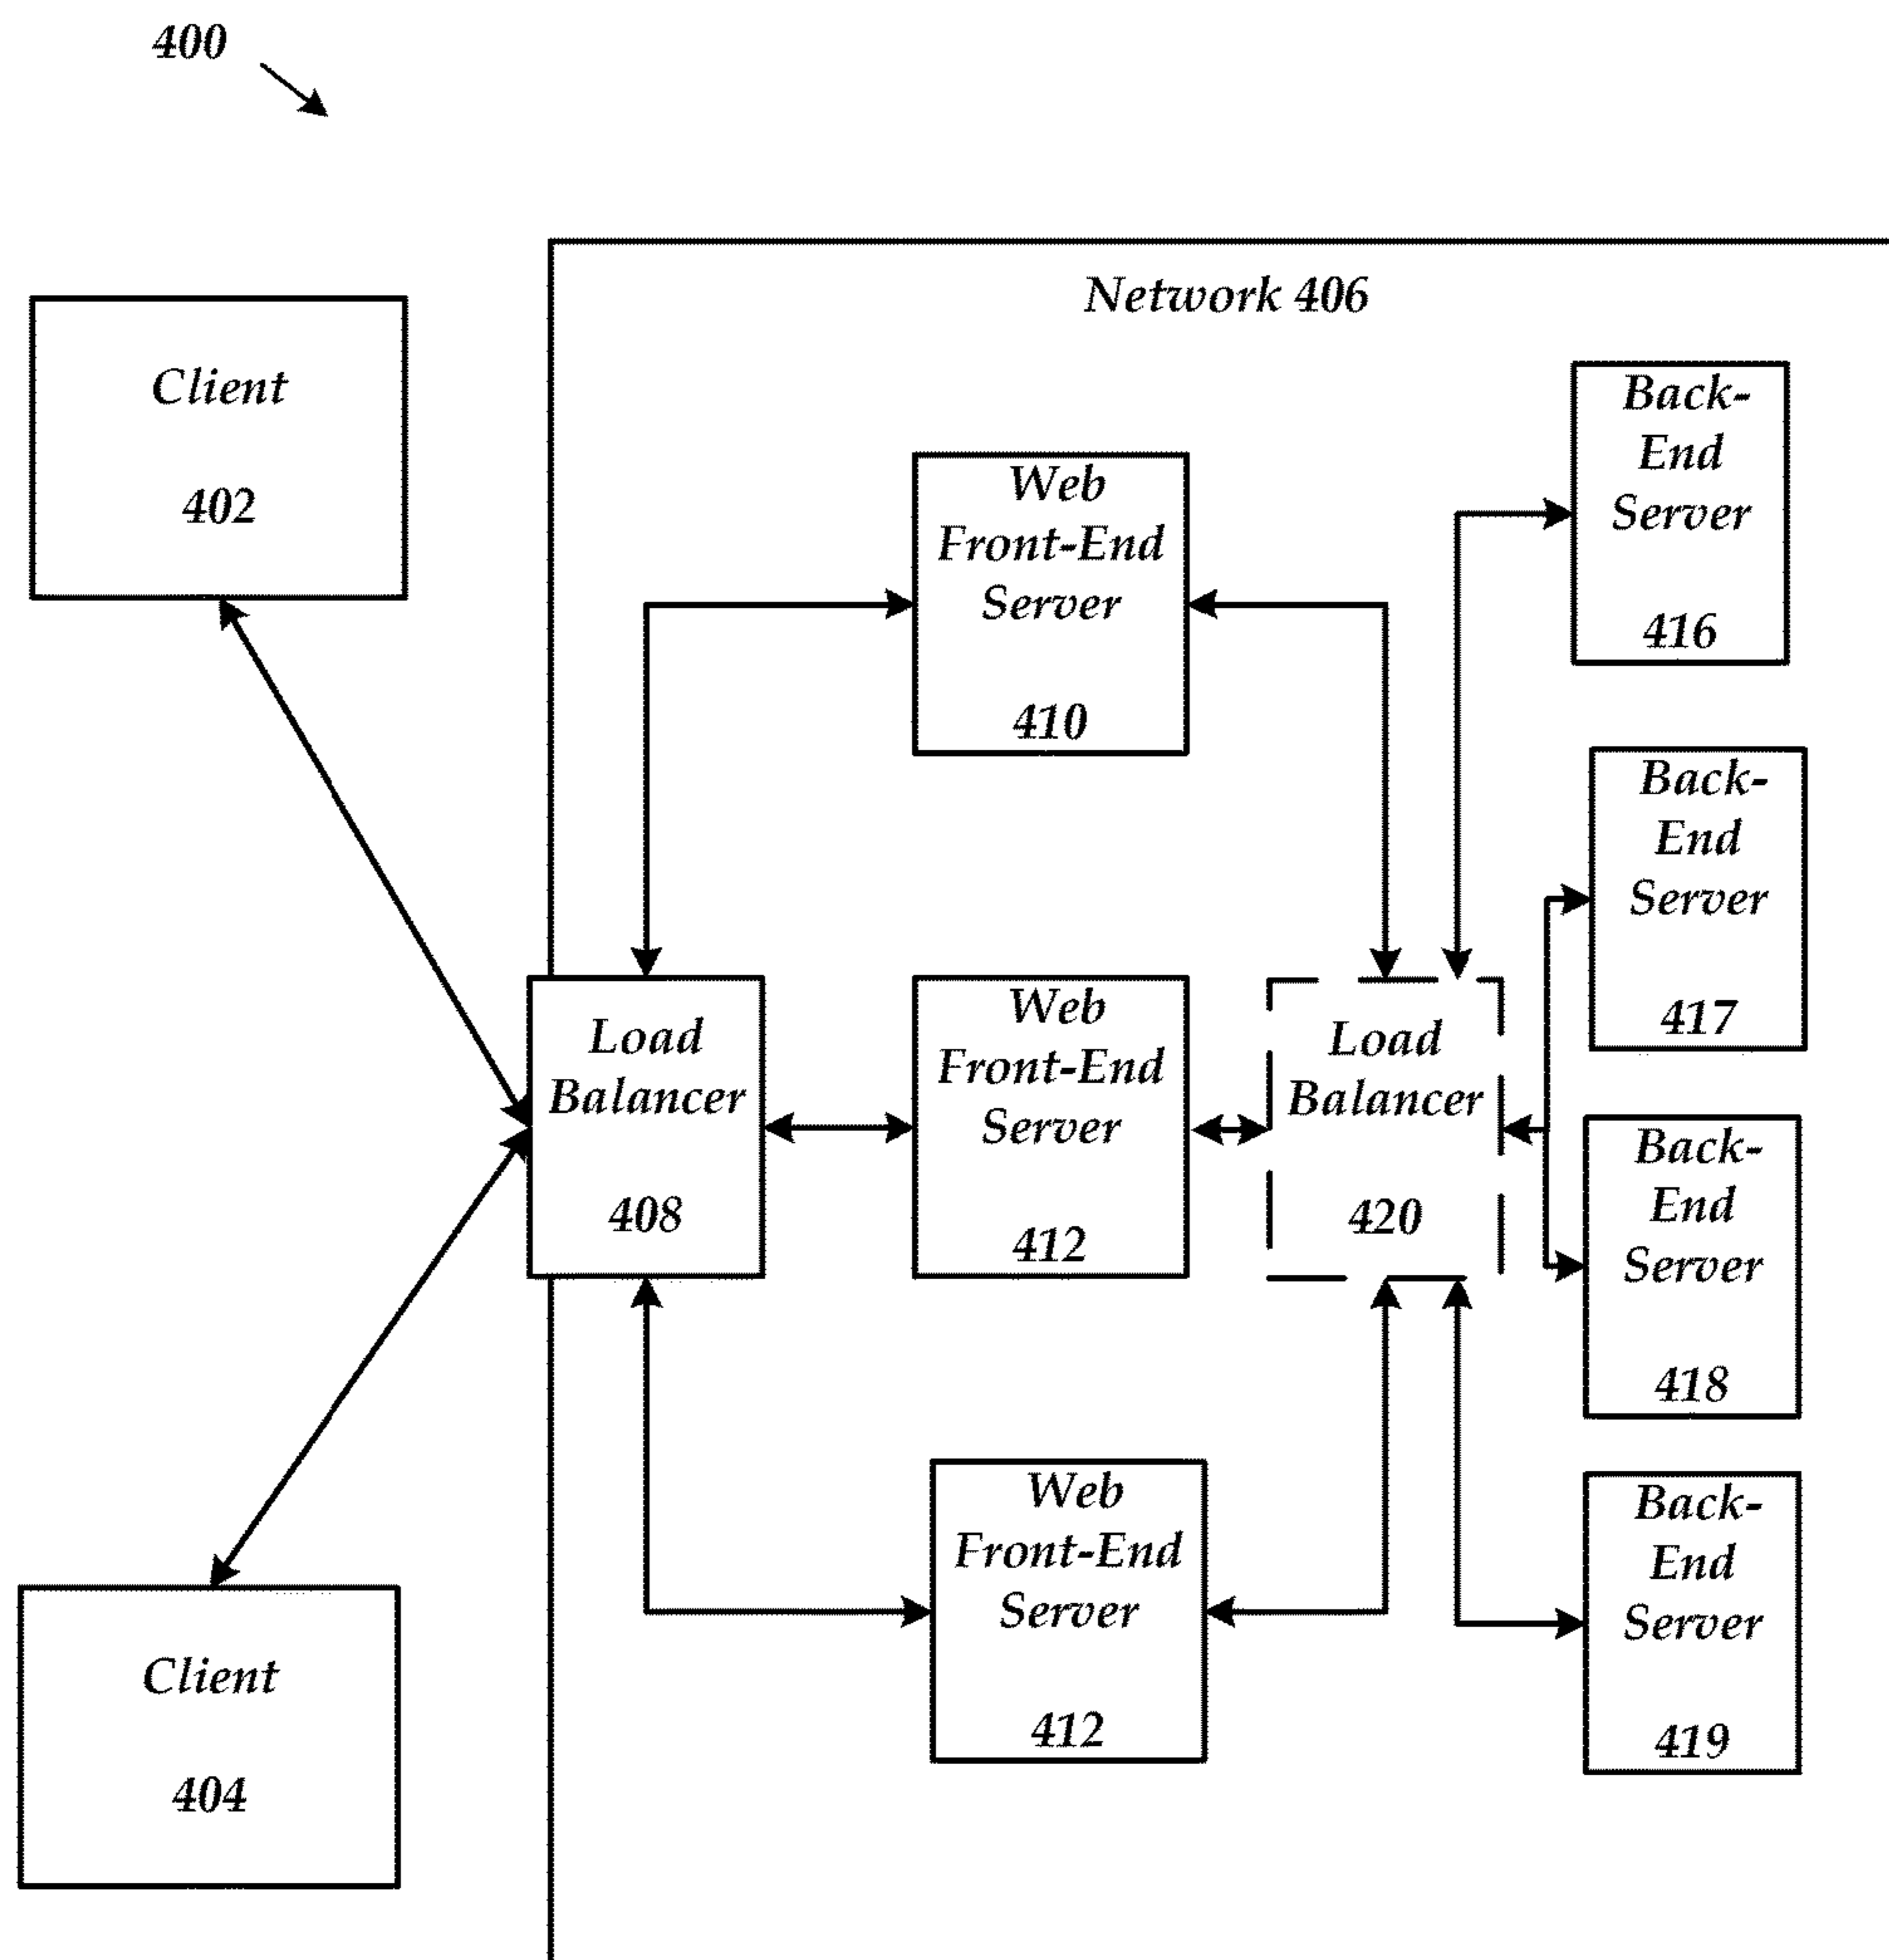 400
Network 406
Client
402
Back-
End
Server
416
Web
Front-End
Server
410
Back-
End
Server
417
Load
Balancer
408
Web
Front-End
Server
412
Load
Balancer
420
Back-
End
Server
418
Web
Front-End
Server
412
Back-
End
Server
419
Client
404